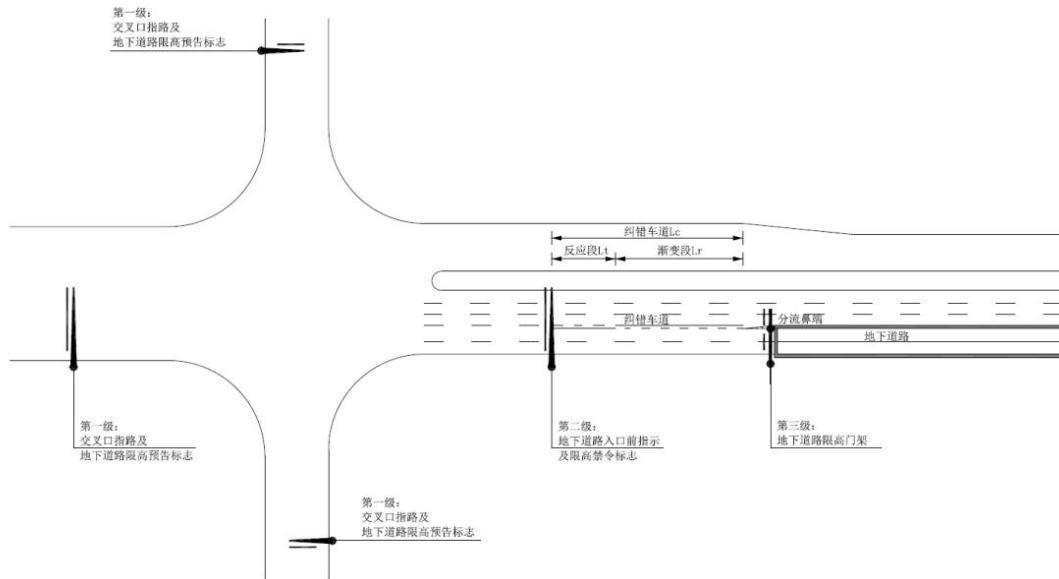 第一级：
交叉口指路及
地下道路限高预告标志
纠错车道Lc
反应段Lt
渐变段Lr
纠错车道
分流鼻端
地下道路
第一级：
交叉口指路及
地下道路限高预告标志
第二级：
地下道路入口前指示
及限高禁令标志
第三级：
地下道路限高门架
第一级：
交叉口指路及
地下道路限高预告标志